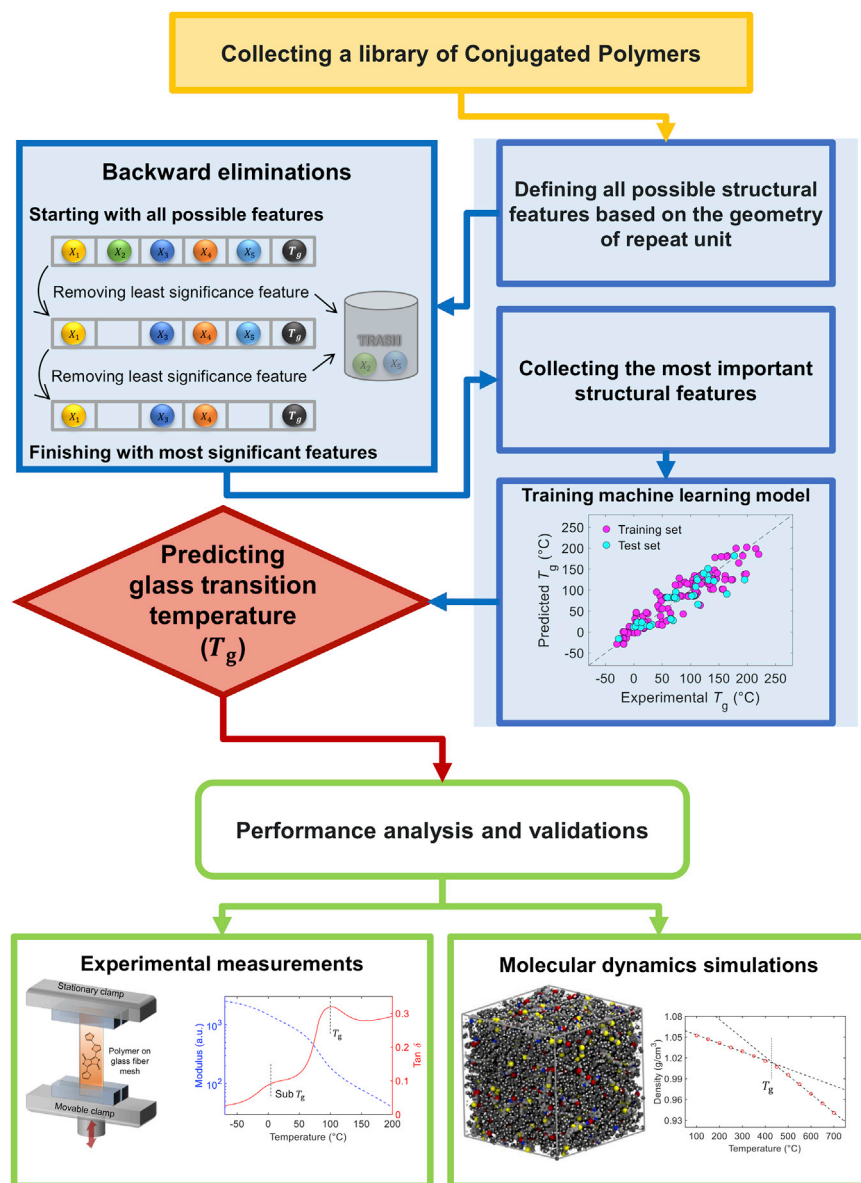 Collecting a library of Conjugated Polymers
Backward eliminations
Starting with all possible features
X1 X2 X3 X4 X5 Tg
Removing least significance feature
X1 X3 X4 X5 Tg
TRASH
X2 X5
Removing least significance feature
X1 X3 X4 Tg
Finishing with most significant features
Defining all possible structural
features based on the geometry
of repeat unit
Collecting the most important
structural features
Training machine learning model
Training set
Test set
Predicted Tg (°C)
250
200
150
100
50
0
-50
-50 0 50 100 150 200 250
Experimental Tg (°C)
Predicting
glass transition
temperature
(Tg)
Performance analysis and validations
Experimental measurements
Stationary clamp
Polymer on
glass fiber
mesh
Movable clamp
Modulus (a.u.)
10³
10²
Tg
Sub Tg
0.3
0.2
0.1
0
Tan δ
-50 0 50 100 150 200
Temperature (°C)
Molecular dynamics simulations
Density (g/cm³)
1.08
1.05
1.02
0.99
0.96
0.93
Tg
100 200 300 400 500 600 700
Temperature (°C)